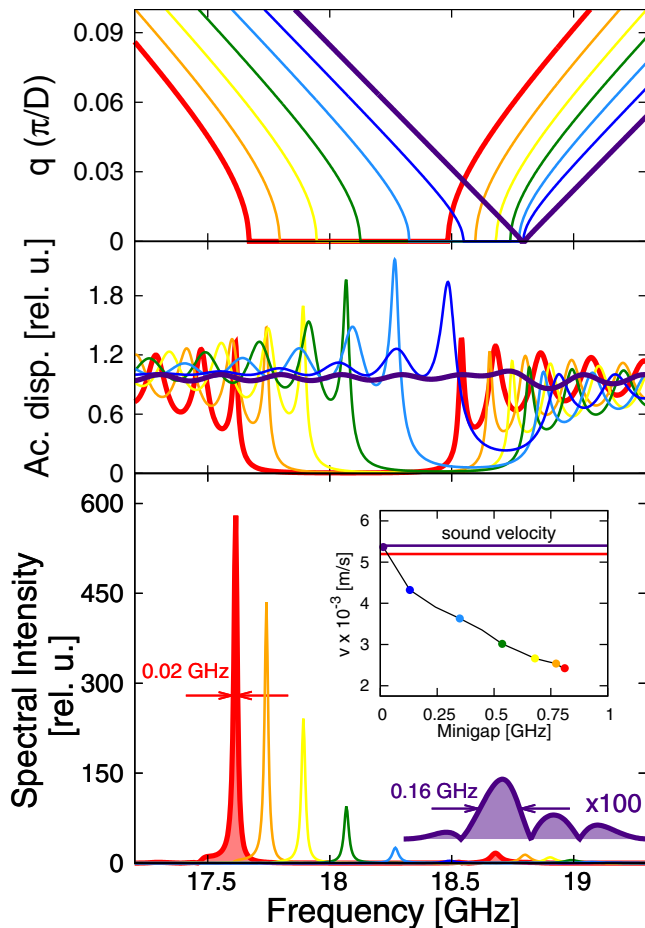 q (π/D)
0.09
0.06
0.03
0
Ac. disp. [rel. u.]
1.8
1.2
0.6
0
Spectral Intensity
[rel. u.]
600
450
300
150
0
0.02 GHz
0.16 GHz
x100
sound velocity
v x 10⁻³ [m/s]
6
5
4
3
2
0
0.25
0.5
0.75
1
Minigap [GHz]
17.5
18
18.5
19
Frequency [GHz]